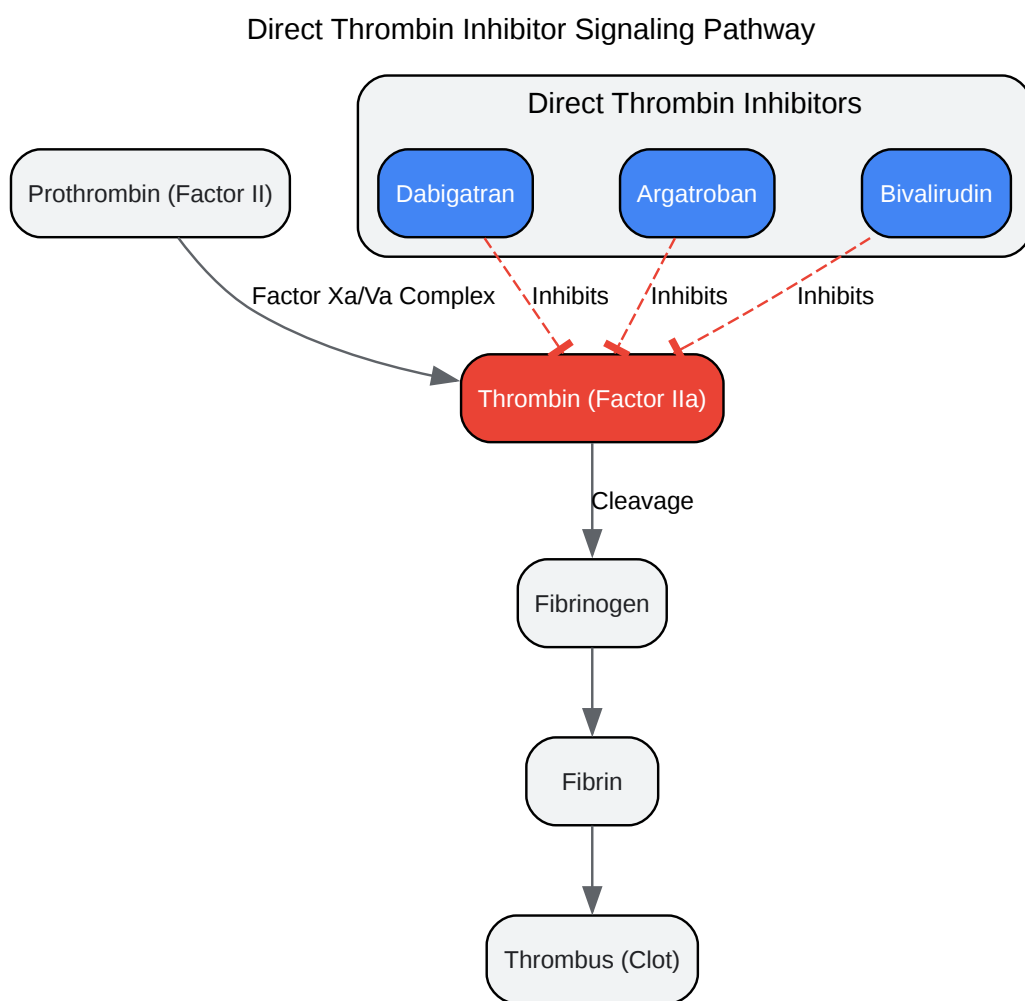 Direct Thrombin Inhibitor Signaling Pathway
Direct Thrombin Inhibitors
Prothrombin (Factor II)
Dabigatran
Argatroban
Bivalirudin
Factor Xa/Va Complex
Inhibits
Inhibits
Inhibits
Thrombin (Factor IIa)
Cleavage
Fibrinogen
Fibrin
Thrombus (Clot)